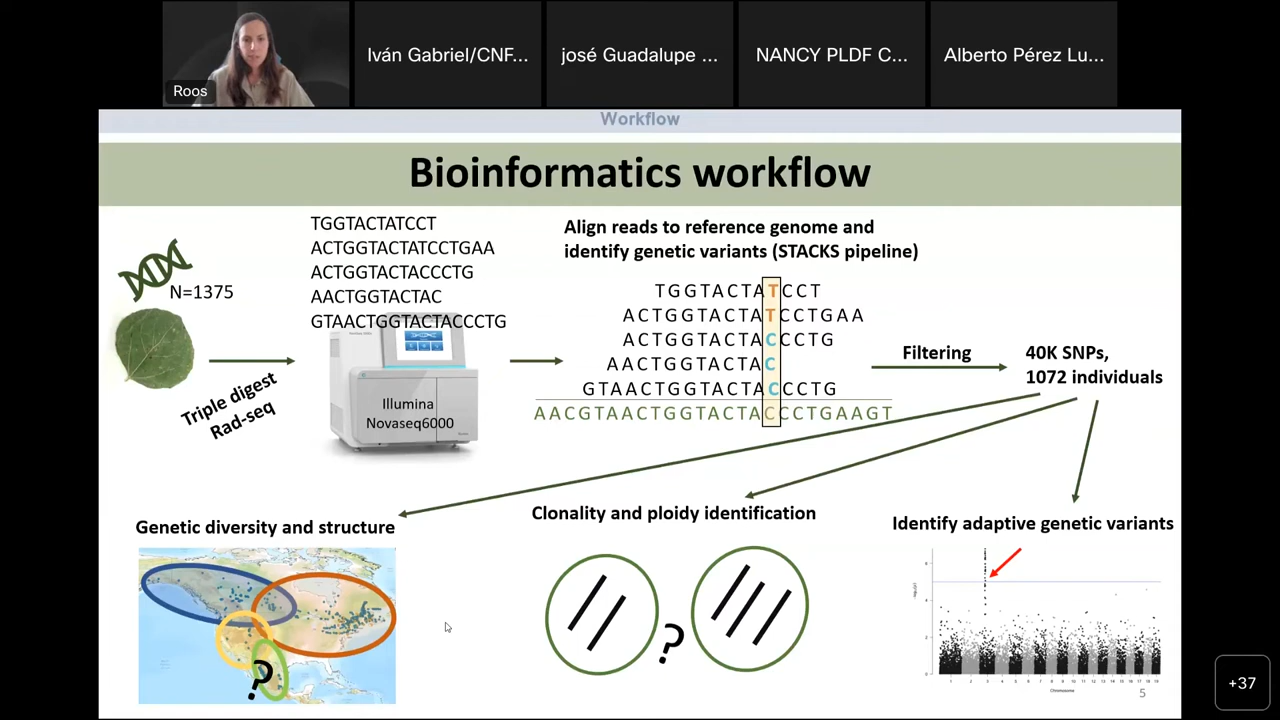 Roos
Iván Gabriel/CNF...
josé Guadalupe ...
NANCY PLDF C...
Alberto Pérez Lu...
Workflow
Bioinformatics workflow
N=1375
Triple digest
Rad-seq
TGGTACTATCCT
ACTGGTACTATCCTGAA
ACTGGTACTACCCTG
AACTGGTACTAC
GTAACTGGTACTACCCTG
Illumina
Novaseq6000
Align reads to reference genome and
identify genetic variants (STACKS pipeline)
TGGTACTATCCT
ACTGGTACTATCCTGAA
ACTGGTACTACCCTG
AACTGGTACTAC
GTAACTGGTACTACCCTG
AACGTAACTGGTACTACCCTGAAGT
Filtering
40K SNPs,
1072 individuals
Genetic diversity and structure
?
Clonality and ploidy identification
?
Identify adaptive genetic variants
Chromosome
5
+37